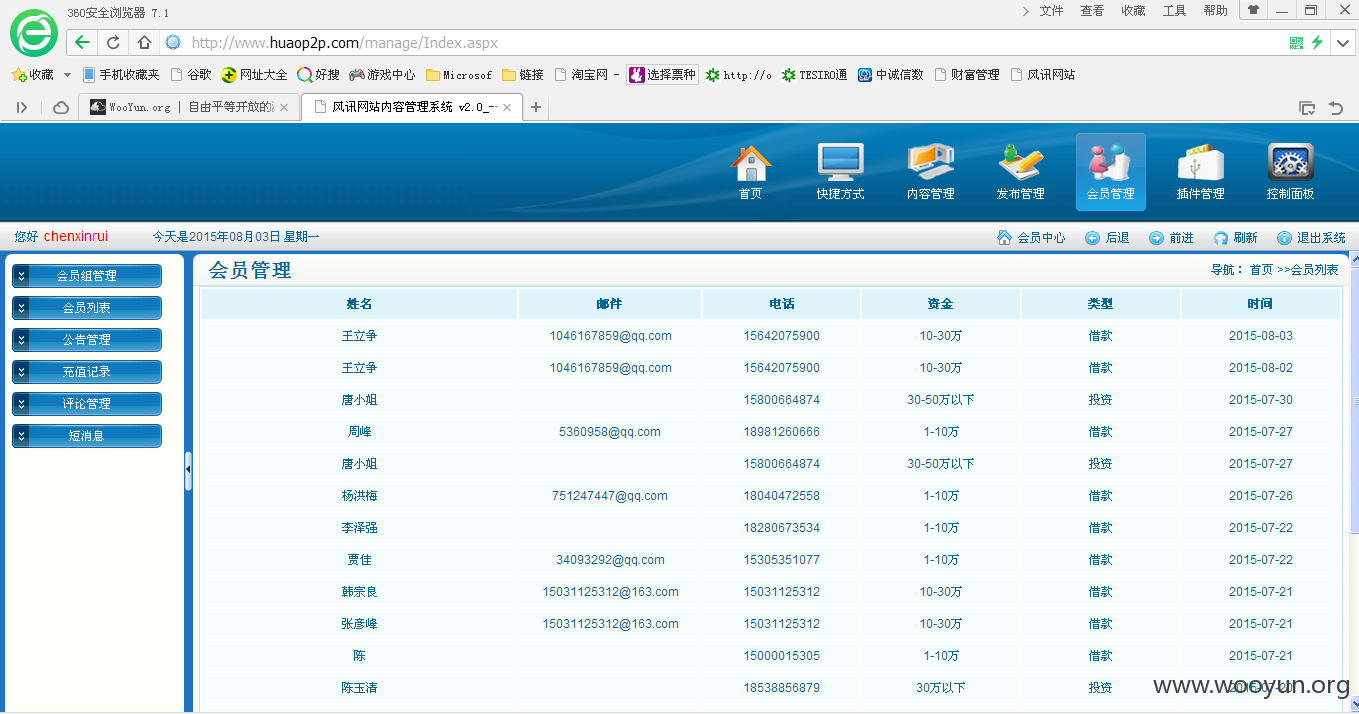 360安全浏览器 7.1 文件 查看 收藏 工具 帮助
http://www.huaop2p.com/manage/Index.aspx
收藏 手机收藏夹 谷歌 网址大全 好搜 游戏中心 Microsof 链接 淘宝网 - 选择票种 http://o TESIRO通 中诚信数 财富管理 风讯网站
WooYun.org | 自由平等开放的 风讯网站内容管理系统 v2.0_-
首页 快捷方式 内容管理 发布管理 会员管理 插件管理 控制面板
您好 chenxinrui 今天是2015年08月03日 星期一 会员中心 后退 前进 刷新 退出系统
会员组管理
会员列表
公告管理
充值记录
评论管理
短消息
会员管理 导航： 首页 >>会员列表
姓名 邮件 电话 资金 类型 时间
王立争 1046167859@qq.com 15642075900 10-30万 借款 2015-08-03
王立争 1046167859@qq.com 15642075900 10-30万 借款 2015-08-02
唐小姐 15800664874 30-50万以下 投资 2015-07-30
周峰 5360958@qq.com 18981260666 1-10万 借款 2015-07-27
唐小姐 15800664874 30-50万以下 投资 2015-07-27
杨洪梅 751247447@qq.com 18040472558 1-10万 借款 2015-07-26
李泽强 18280673534 1-10万 借款 2015-07-22
贾佳 34093292@qq.com 15305351077 1-10万 借款 2015-07-22
韩宗良 15031125312@163.com 15031125312 10-30万 借款 2015-07-21
张彦峰 15031125312@163.com 15031125312 10-30万 借款 2015-07-21
陈 15000015305 1-10万 借款 2015-07-21
陈玉清 18538856879 30万以下 投资 2015-07-20
www.wooyun.org